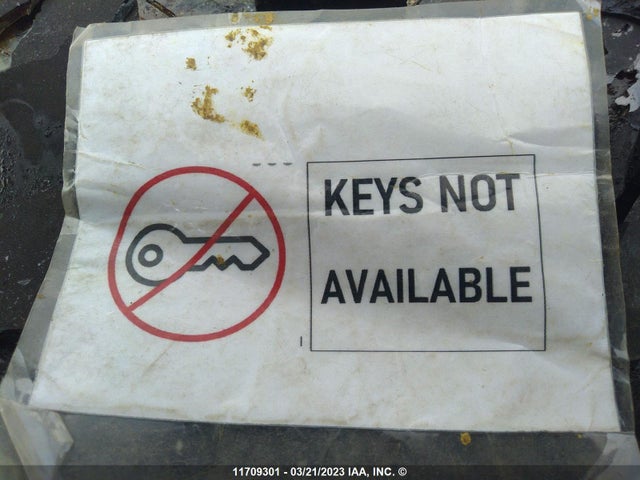 KEYS NOT
AVAILABLE
11709301 - 03/21/2023 IAA, INC. ©